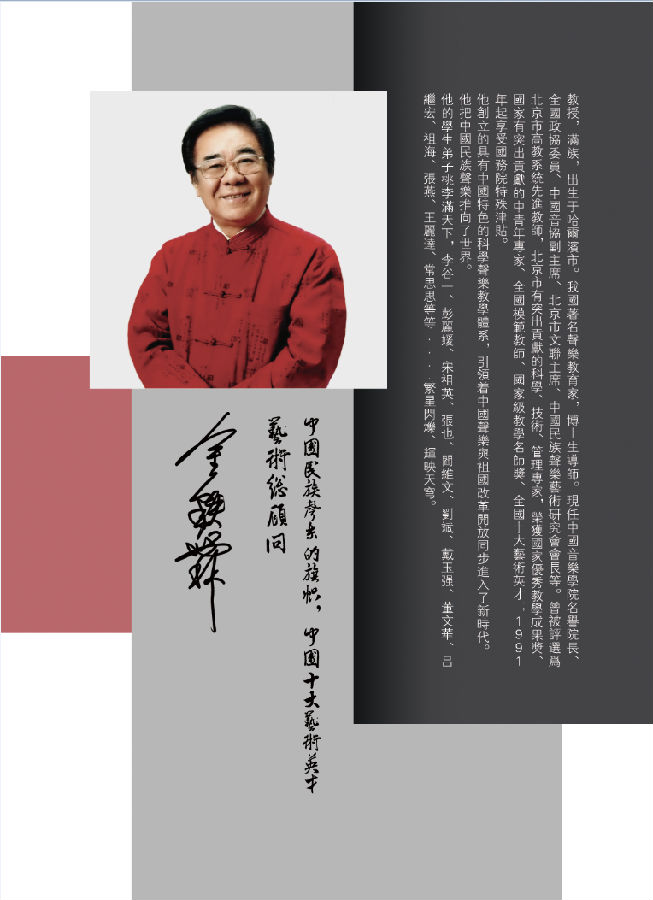 教授，滿族，出生于哈爾濱市。我國著名聲樂教育家，博士生導師。現任中國音樂學院名譽院長、
全國政協委員、中國音協副主席、北京市文聯主席、中國民族聲樂藝術研究會會長等。曾被評選爲
北京市高教系統先進教師，北京市有突出貢獻的科學、技術、管理專家，榮獲國家優秀教學成果獎、
國家有突出貢獻的中青年專家、全國模範教師、國家級教學名師獎、全國十大藝術英才，1991
年起享受國務院特殊津貼。
他創立的具有中國特色的科學聲樂教學體系，引領着中國聲樂與祖國改革開放同步進入了新時代。
他把中國民族聲樂推向了世界。
他的學生弟子桃李滿天下，李谷一、彭麗媛、宋祖英、張也、閻維文、劉斌、戴玉强、董文華、吕
繼宏、祖海、張燕、王麗達、常思思等等...繁星閃爍、輝映天穹。
中國民族聲樂的旗幟，中國十大藝術英才
藝術總顧問
金鐵霖